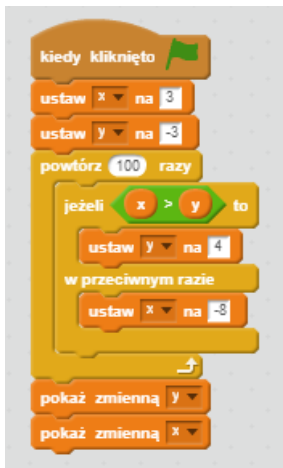 kiedy kliknięto
ustaw x na 3
ustaw y na -3
powtórz 100 razy
jeżeli x > y to
ustaw y na 4
w przeciwnym razie
ustaw x na -8
pokaż zmienną y
pokaż zmienną x